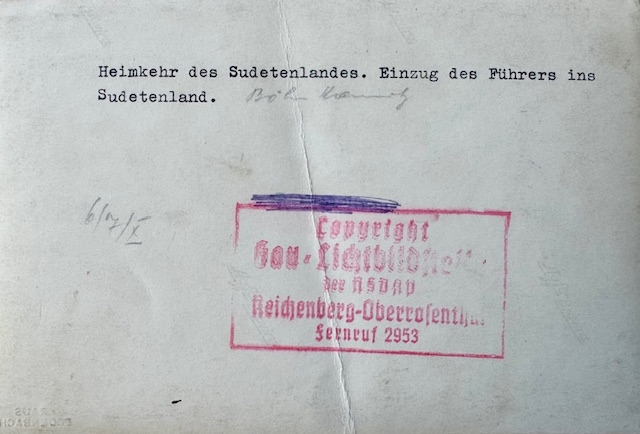 Heimkehr des Sudetenlandes. Einzug des Führers ins
Sudetenland. Böhm
6/7/X
Copyright
Gau-Lichtbildstelle
der NSDAP
Reichenberg-Oberrosenthal
Fernruf 2953